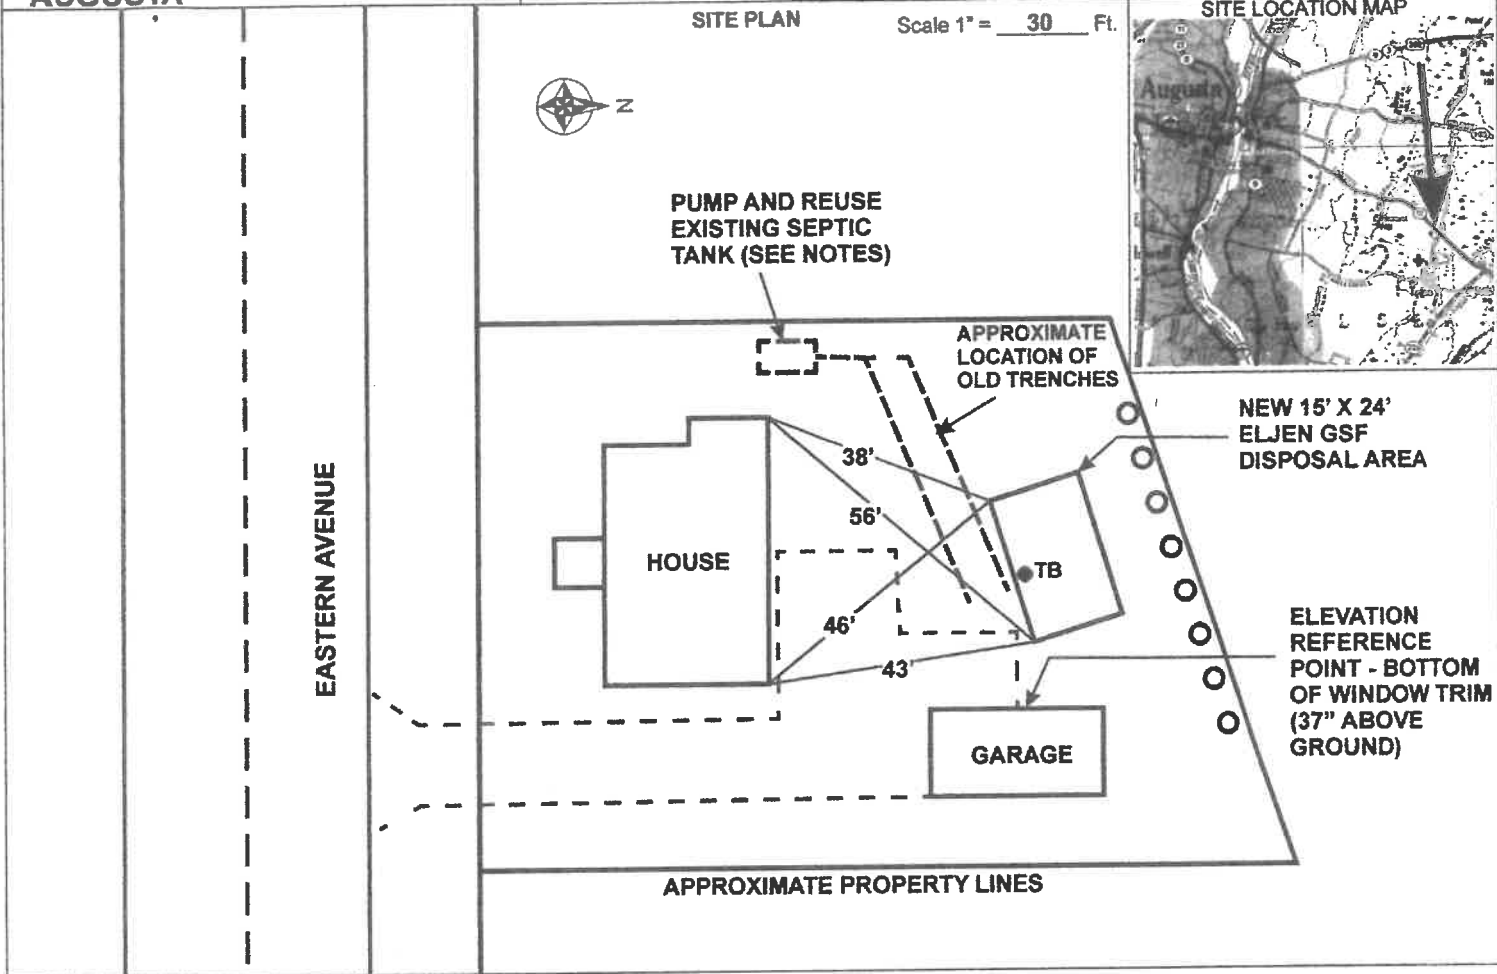 AUGUSTA
SITE PLAN
Scale 1" = 30 Ft.
SITE LOCATION MAP
Augusta
N
PUMP AND REUSE
EXISTING SEPTIC
TANK (SEE NOTES)
APPROXIMATE
LOCATION OF
OLD TRENCHES
NEW 15' X 24'
ELJEN GSF
DISPOSAL AREA
38'
56'
EASTERN AVENUE
HOUSE
TB
46'
43'
ELEVATION
REFERENCE
POINT - BOTTOM
OF WINDOW TRIM
(37" ABOVE
GROUND)
GARAGE
APPROXIMATE PROPERTY LINES